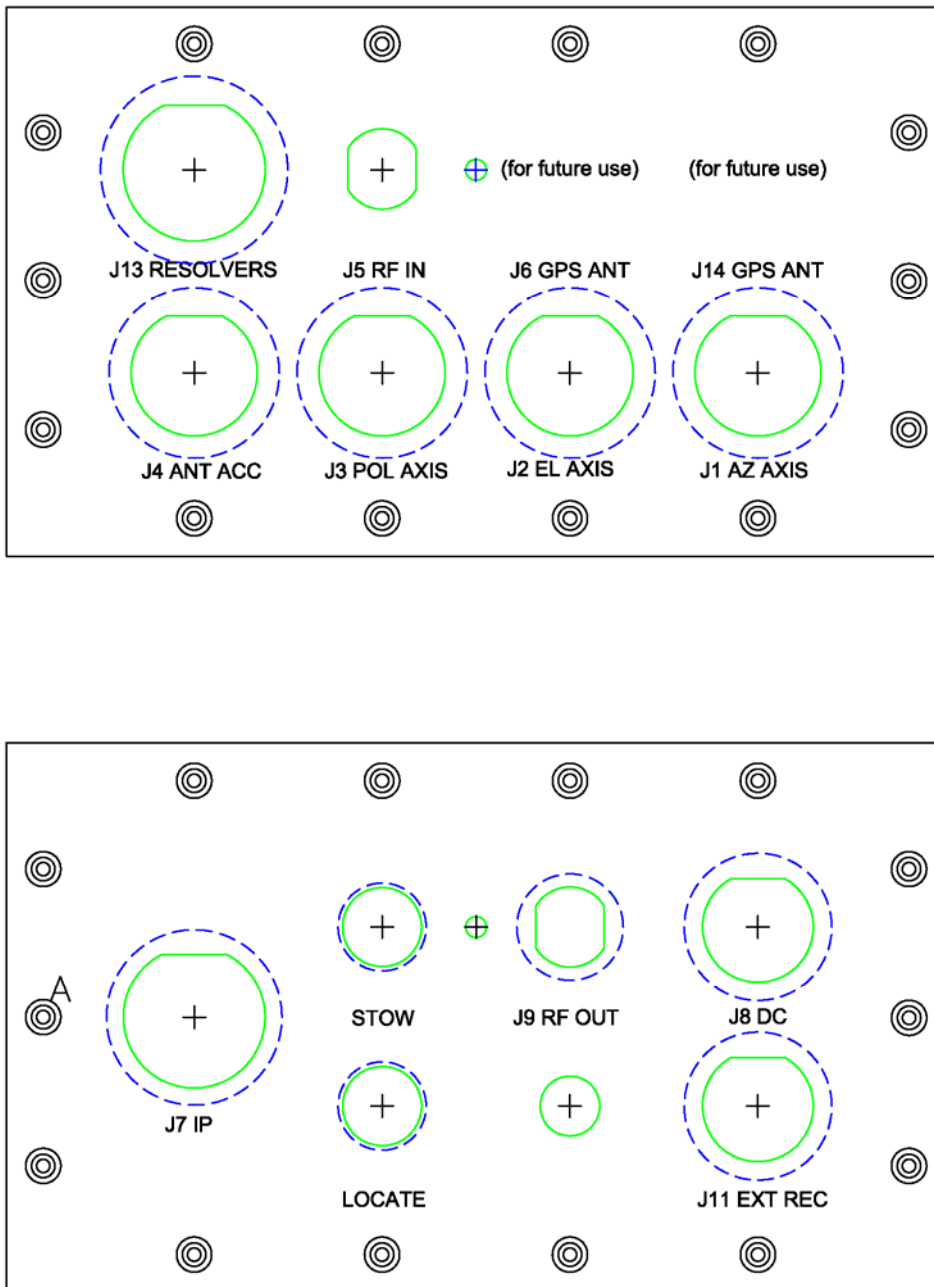 (for future use) (for future use)
J13 RESOLVERS J5 RF IN J6 GPS ANT J14 GPS ANT
J4 ANT ACC J3 POL AXIS J2 EL AXIS J1 AZ AXIS
A
STOW J9 RF OUT J8 DC
J7 IP
LOCATE J11 EXT REC